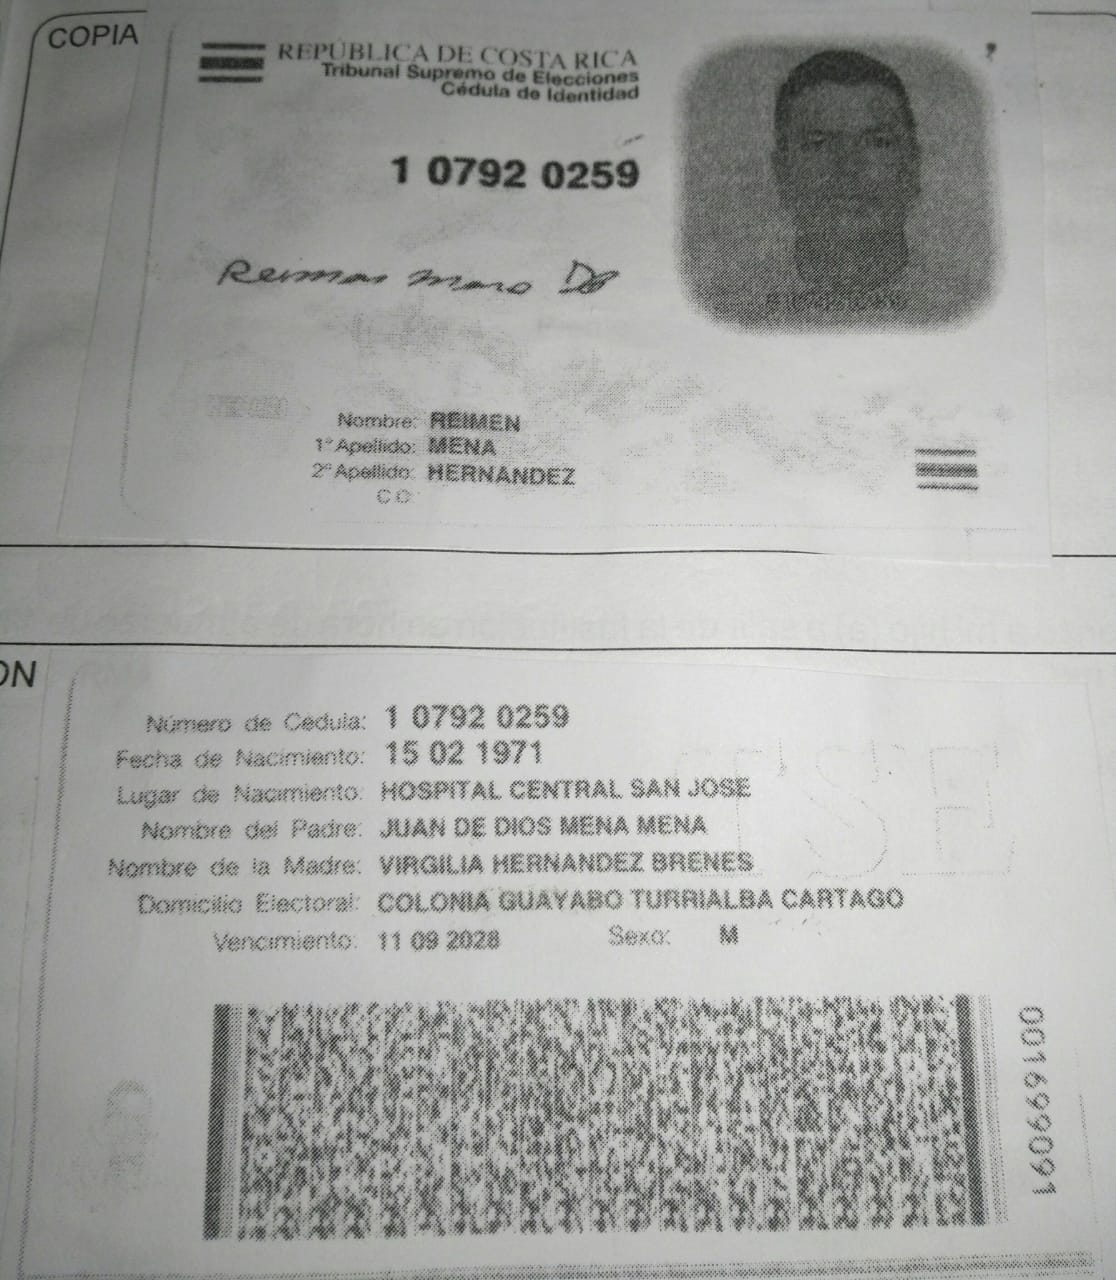 COPIA
REPÚBLICA DE COSTA RICA
Tribunal Supremo de Elecciones
Cédula de Identidad
1 0792 0259
Nombre: REIMEN
1° Apellido: MENA
2° Apellido: HERNANDEZ
C O:
ON
Número de Cédula: 1 0792 0259
Fecha de Nacimiento: 15 02 1971
Lugar de Nacimiento: HOSPITAL CENTRAL SAN JOSE
Nombre del Padre: JUAN DE DIOS MENA MENA
Nombre de la Madre: VIRGILIA HERNANDEZ BRENES
Domicilio Electoral: COLONIA GUAYABO TURRIALBA CARTAGO
Vencimiento: 11 09 2028 Sexo: M
TSE
001699091